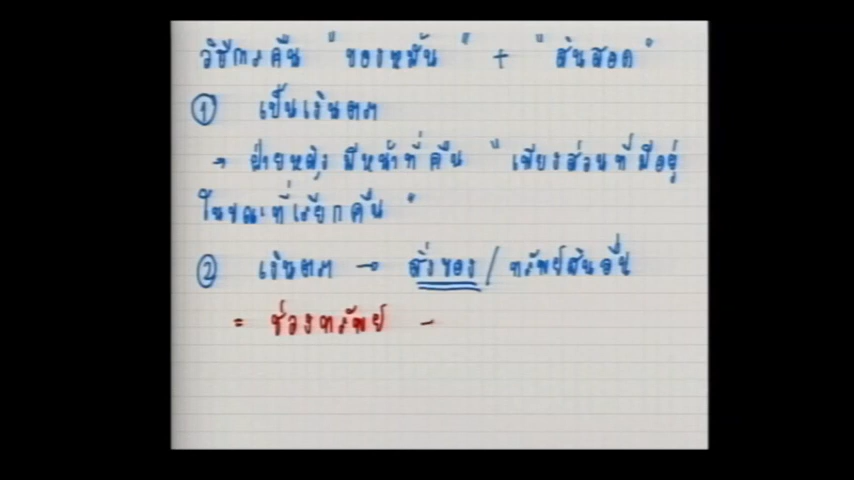 วิธีการคืน "ของหมั้น" + "สินสอด"
① เป็นเงินตรา
→ ฝ่ายหญิง มีหน้าที่คืน "เพียงส่วนที่มีอยู่
ในขณะที่เรียกคืน"
② เงินตรา → สิ่งของ / ทรัพย์สินอื่น
= ช่วงทรัพย์ -